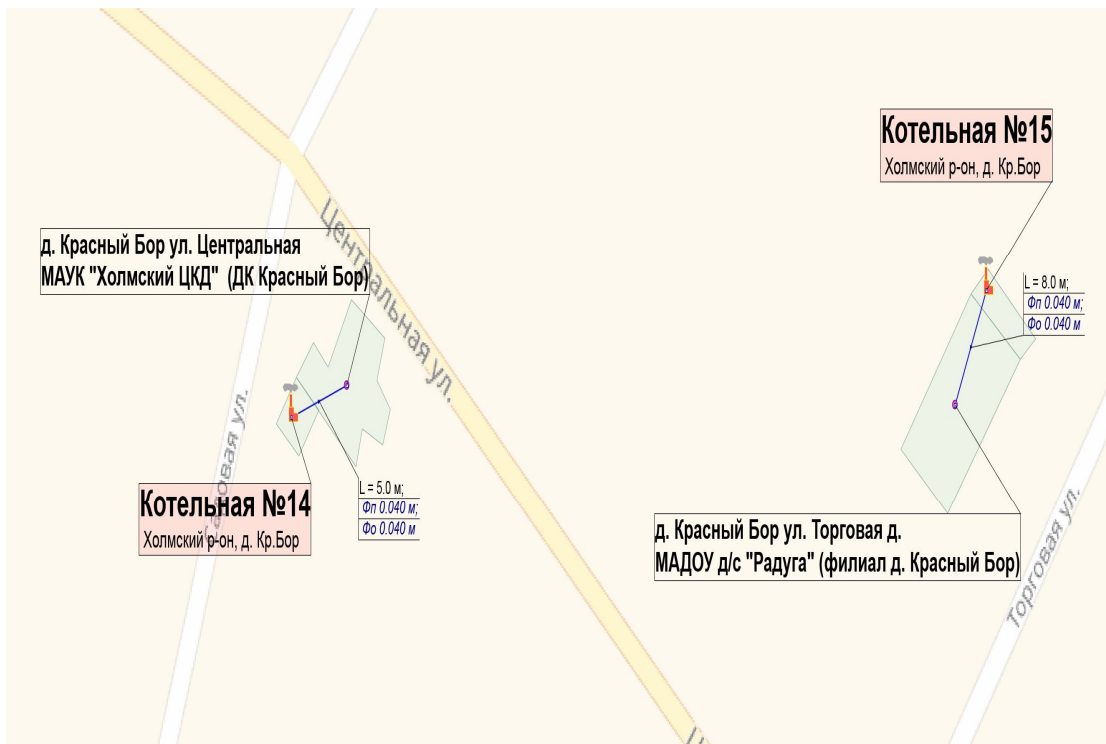 Котельная №15
Холмский р-он, д. Кр.Бор
Центральная ул.
д. Красный Бор ул. Центральная
МАУК "Холмский ЦКД" (ДК Красный Бор)
L = 8.0 м;
Фп 0.040 м;
Фо 0.040 м
L = 5.0 м;
Фп 0.040 м;
Фо 0.040 м
Котельная №14
Холмский р-он, д. Кр.Бор
ул.
д. Красный Бор ул. Торговая д.
МАДОУ д/с "Радуга" (филиал д. Красный Бор)
Торговая ул.